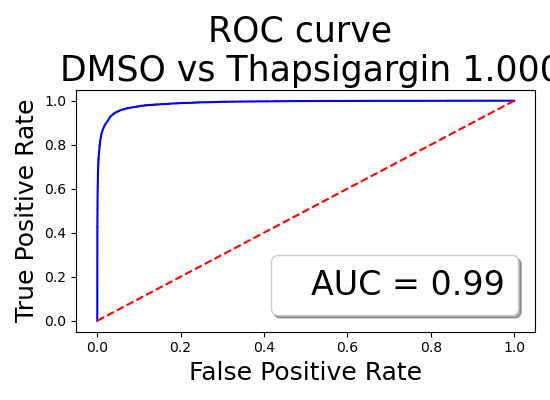 ROC curve
DMSO vs Thapsigargin 1.000
True Positive Rate
1.0
0.8
0.6
0.4
0.2
0.0
AUC = 0.99
0.0 0.2 0.4 0.6 0.8 1.0
False Positive Rate